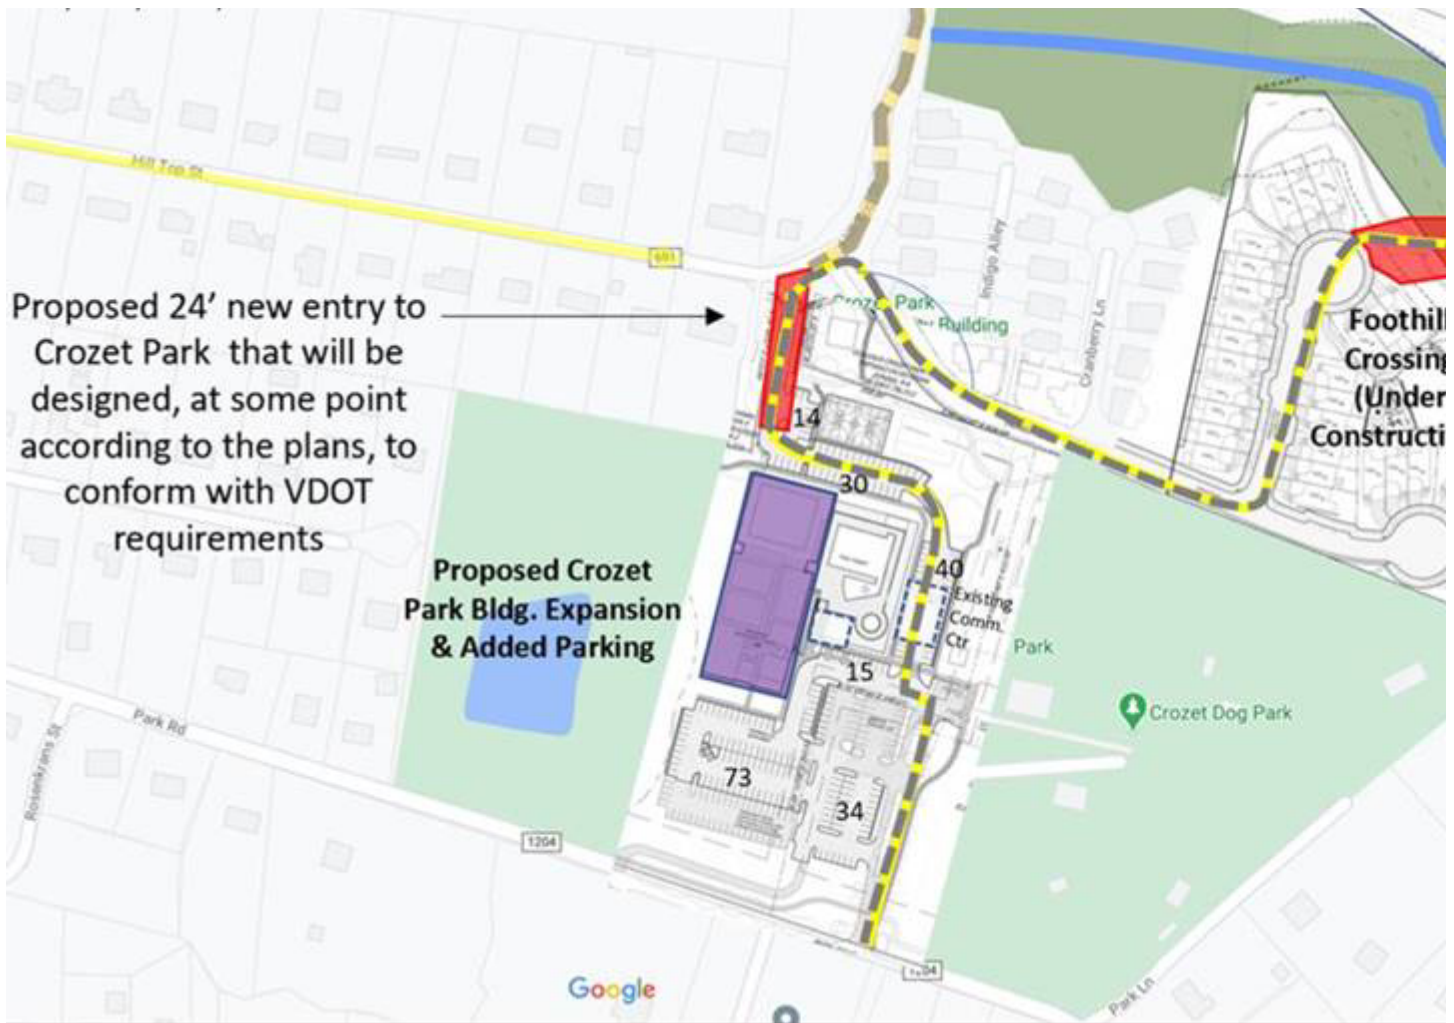 Hill Top St
691
Proposed 24’ new entry to
Crozet Park that will be
designed, at some point
according to the plans, to
conform with VDOT
requirements
Crozet Park
Building
Indigo Alley
Cranberry Ln
Foothill
Crossing
(Under
Constructi
14
30
40
Proposed Crozet
Park Bldg. Expansion
& Added Parking
Existing
Comm.
Ctr
Park
15
Crozet Dog Park
Park Rd
Rosenkrans St
73
34
1204
1204
Google
Park Ln